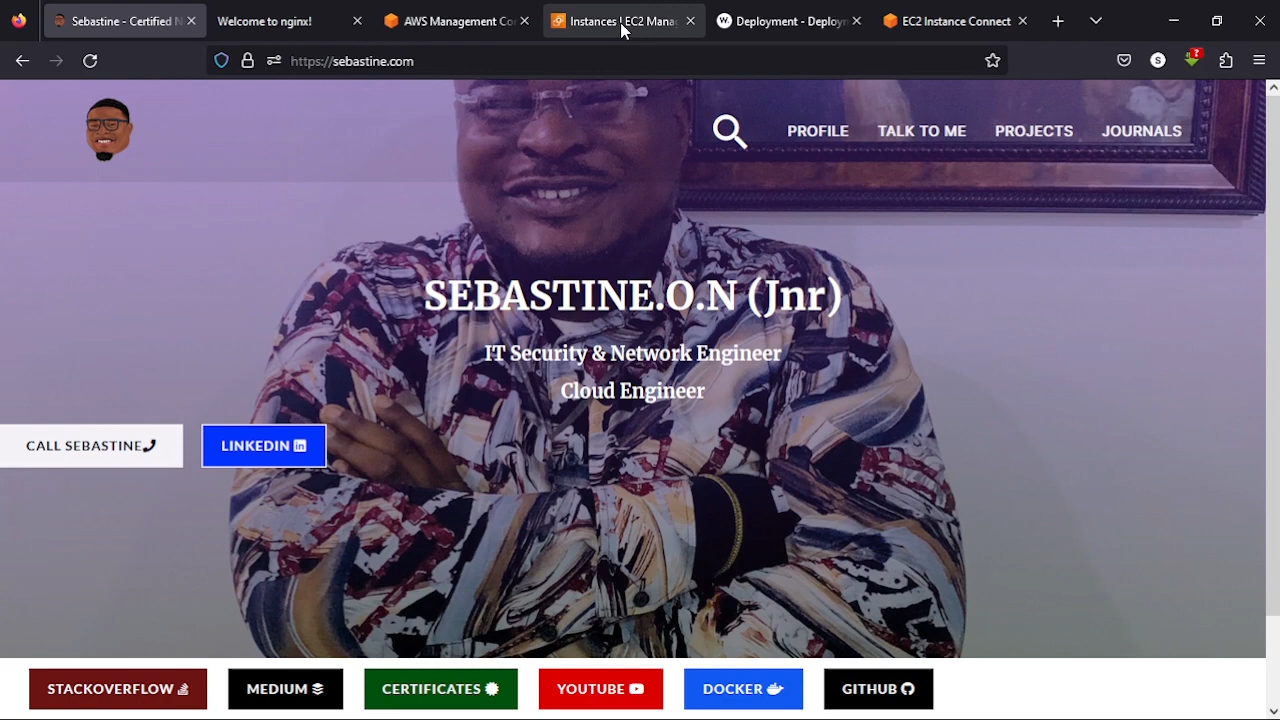 Sebastine - Certified N
Welcome to nginx!
AWS Management Co
Instances | EC2 Mana
Deployment - Deploym
EC2 Instance Connect
https://sebastine.com
S
PROFILE
TALK TO ME
PROJECTS
JOURNALS
SEBASTINE.O.N (Jnr)
IT Security & Network Engineer
Cloud Engineer
CALL SEBASTINE
LINKEDIN in
STACKOVERFLOW
MEDIUM
CERTIFICATES
YOUTUBE
DOCKER
GITHUB